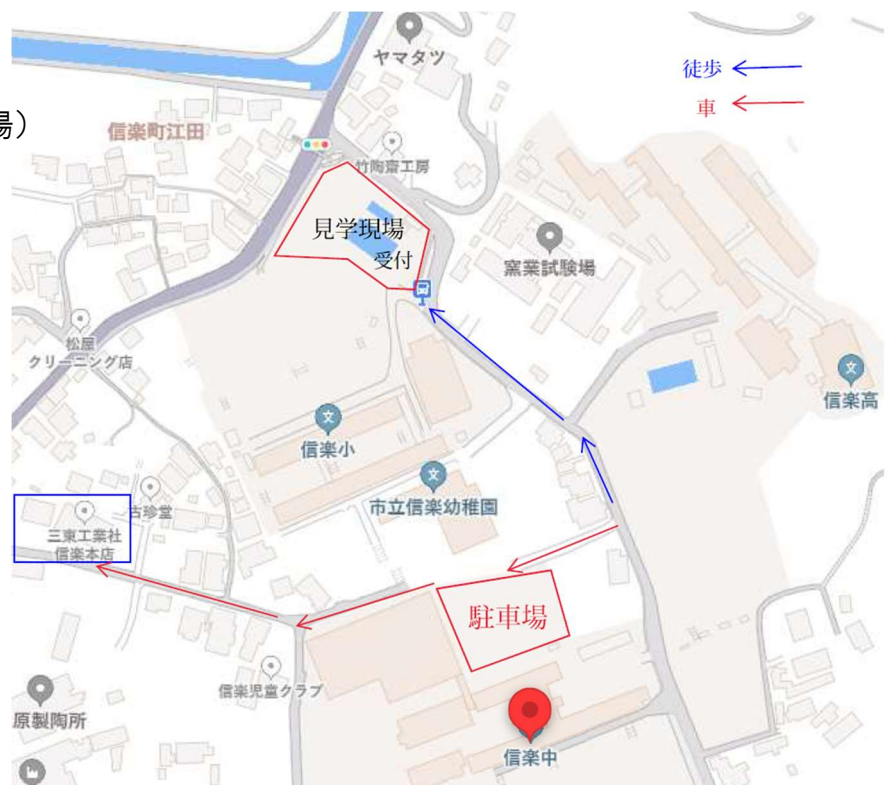 ヤマタツ
徒歩
車
場）
信楽町江田
竹陶齋工房
見学現場
受付
窯業試験場
松屋
クリーニング店
信楽高
信楽小
市立信楽幼稚園
古珍堂
三東工業社
信楽本店
駐車場
信楽児童クラブ
原製陶所
信楽中
文
文
文